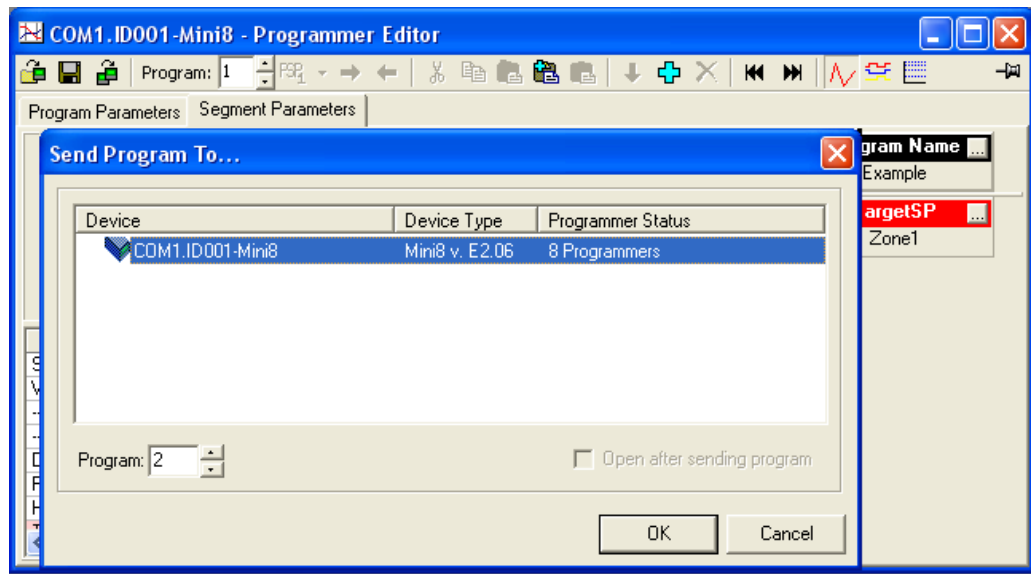 COM1.ID001-Mini8 - Programmer Editor
Program: 1
Program Parameters Segment Parameters
Send Program To...
gram Name ...
Example
Device Device Type Programmer Status
argetSP ...
COM1.ID001-Mini8 Mini8 v. E2.06 8 Programmers
Zone1
Program: 2 Open after sending program
OK Cancel